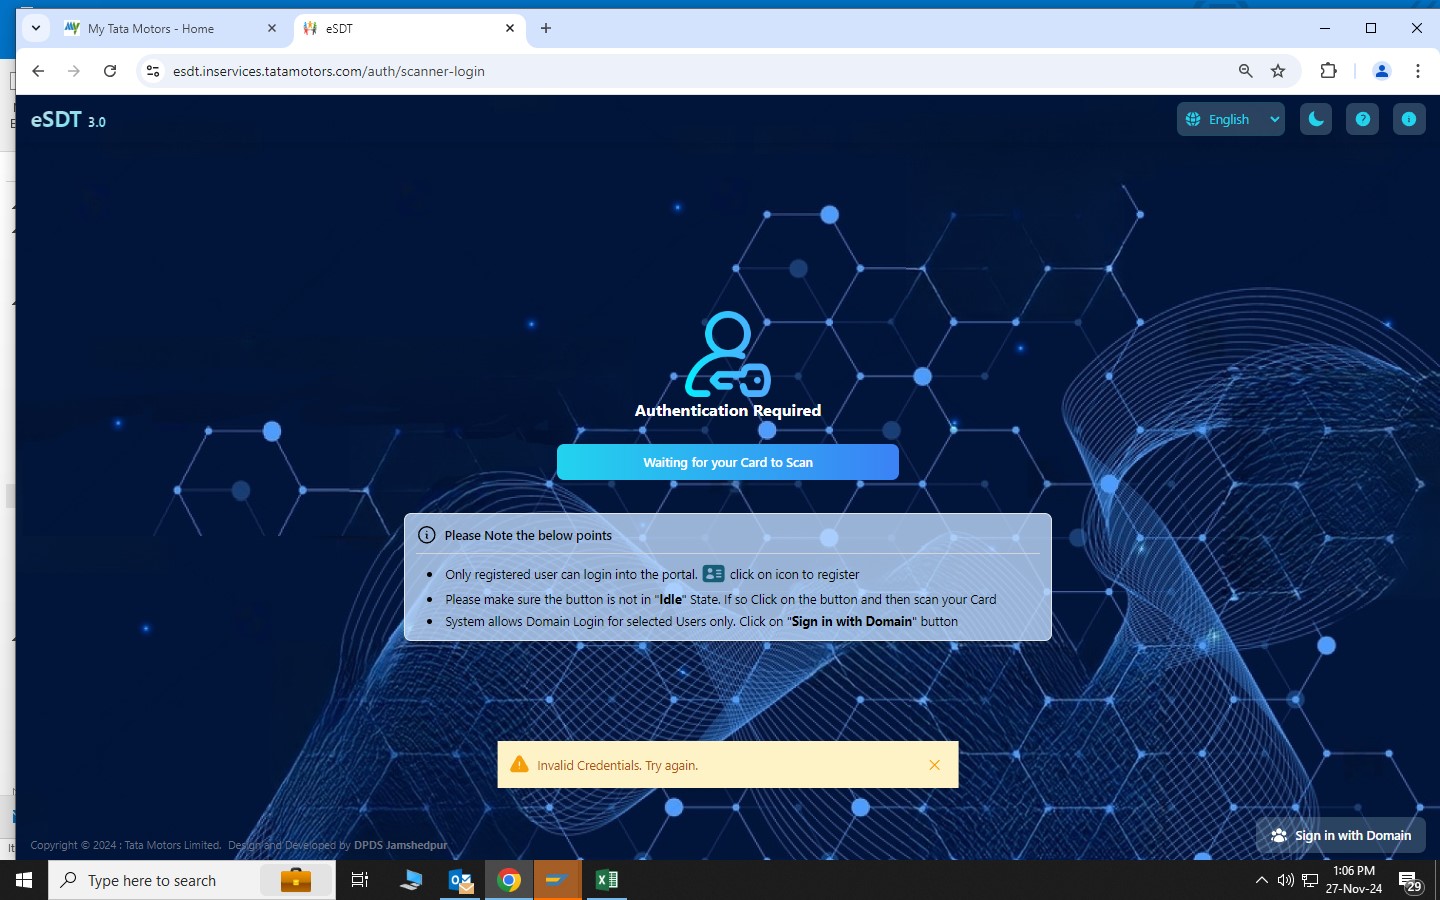 My Tata Motors - Home
eSDT
esdt.inservices.tatamotors.com/auth/scanner-login
eSDT 3.0
English
Authentication Required
Waiting for your Card to Scan
Please Note the below points
Only registered user can login into the portal. click on icon to register
Please make sure the button is not in "Idle" State. If so Click on the button and then scan your Card
System allows Domain Login for selected Users only. Click on "Sign in with Domain" button
Invalid Credentials. Try again.
Sign in with Domain
Copyright © 2024 : Tata Motors Limited. Design and Developed by DPDS Jamshedpur
Type here to search
1:06 PM
27-Nov-24
29